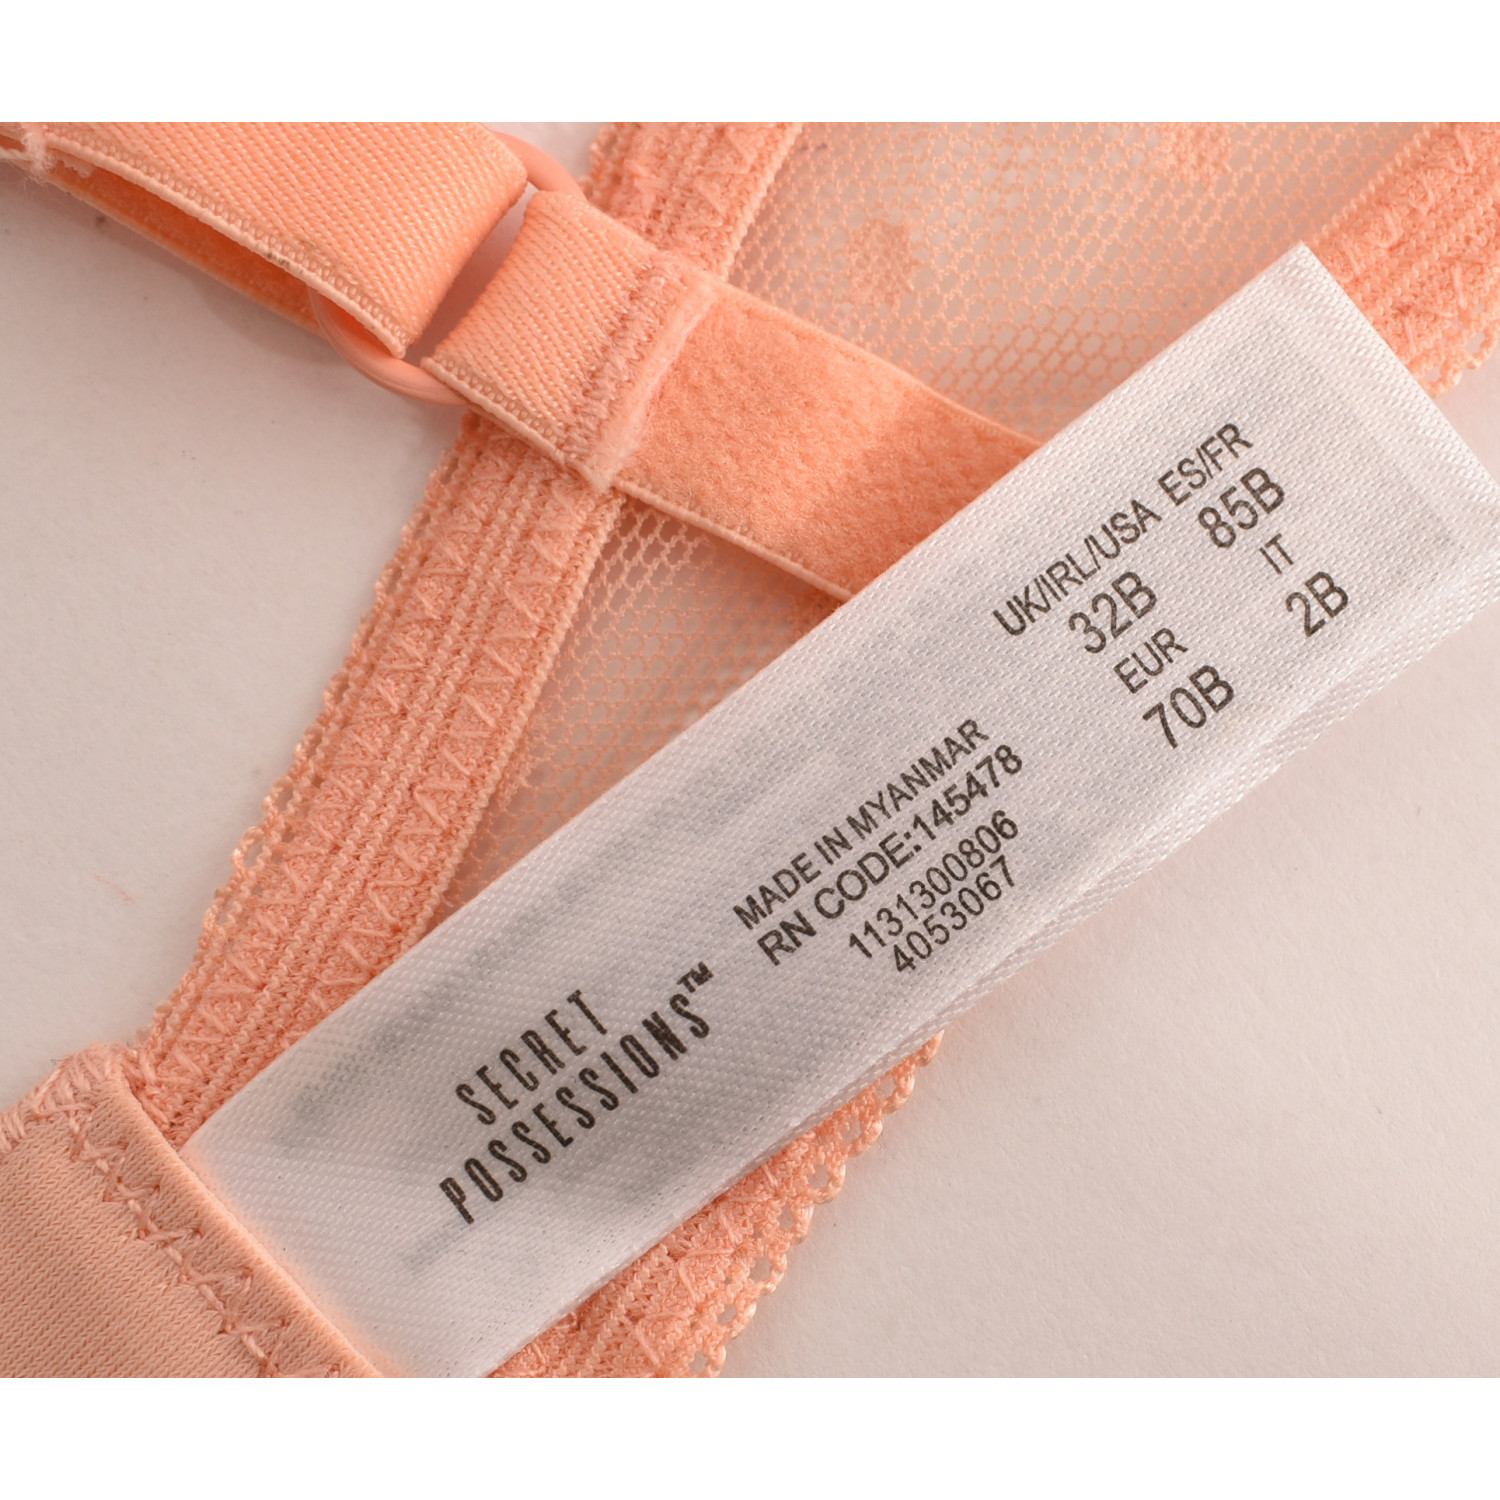 SECRET
POSSESSIONS™
MADE IN MYANMAR
RN CODE:145478
1131300806
4053067
UK/IRL/USA ES/FR
32B 85B
EUR IT
70B 2B